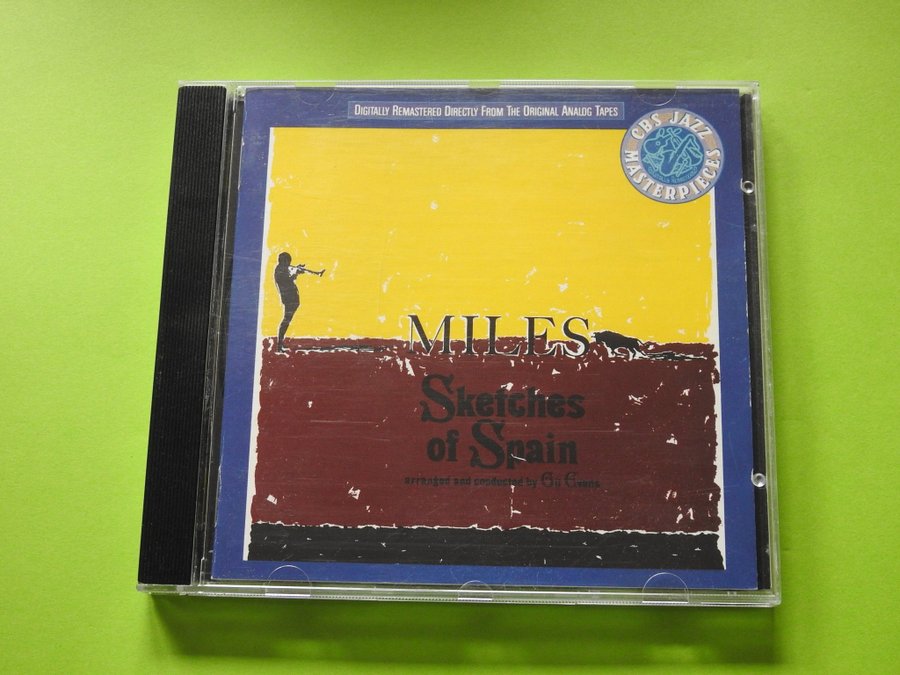 DIGITALLY REMASTERED DIRECTLY FROM THE ORIGINAL ANALOG TAPES
CBS JAZZ
MASTERPIECES
MILES
Sketches
of Spain
arranged and conducted by Gil Evans